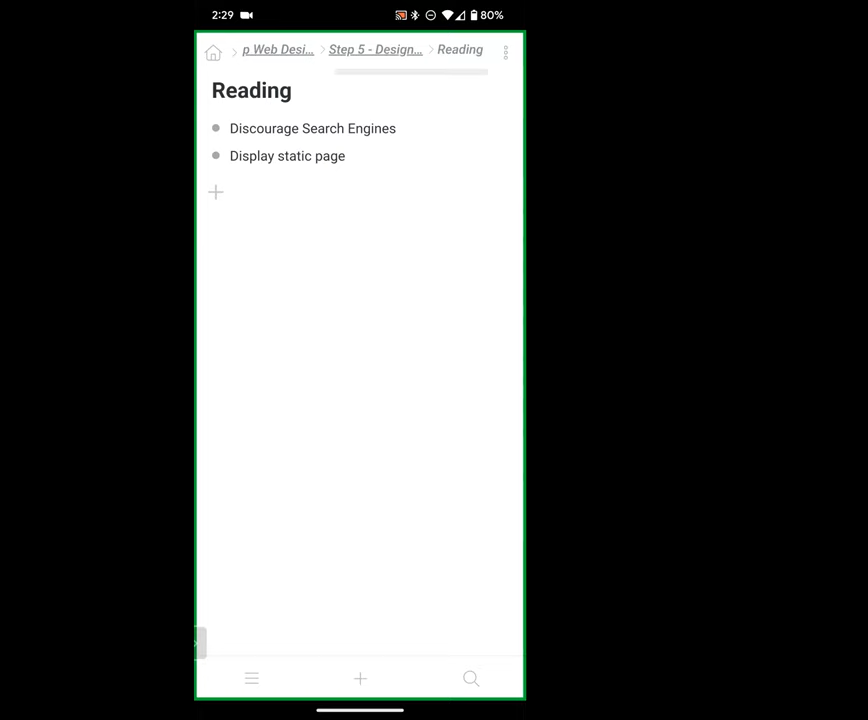 2:29
80%
p Web Desi... Step 5 - Design... Reading
Reading
Discourage Search Engines
Display static page